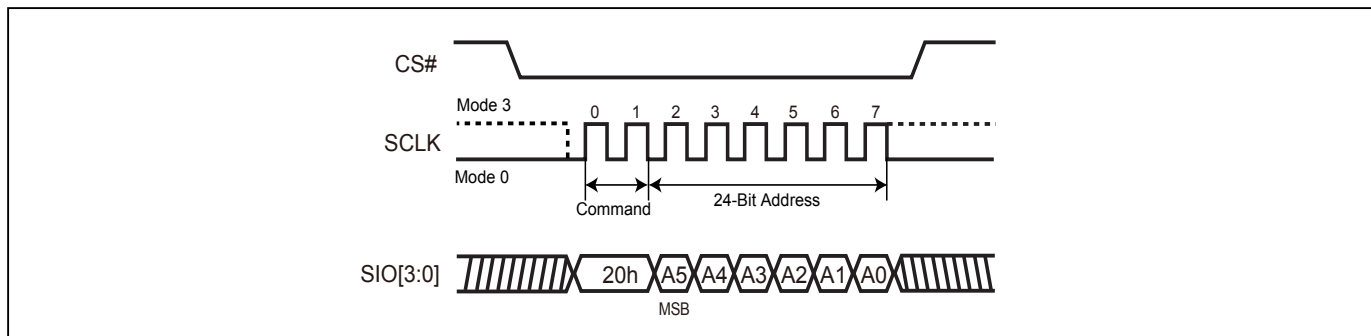 CS#
Mode 3
0 1 2 3 4 5 6 7
SCLK
Mode 0
Command
24-Bit Address
SIO[3:0]
20h A5 A4 A3 A2 A1 A0
MSB